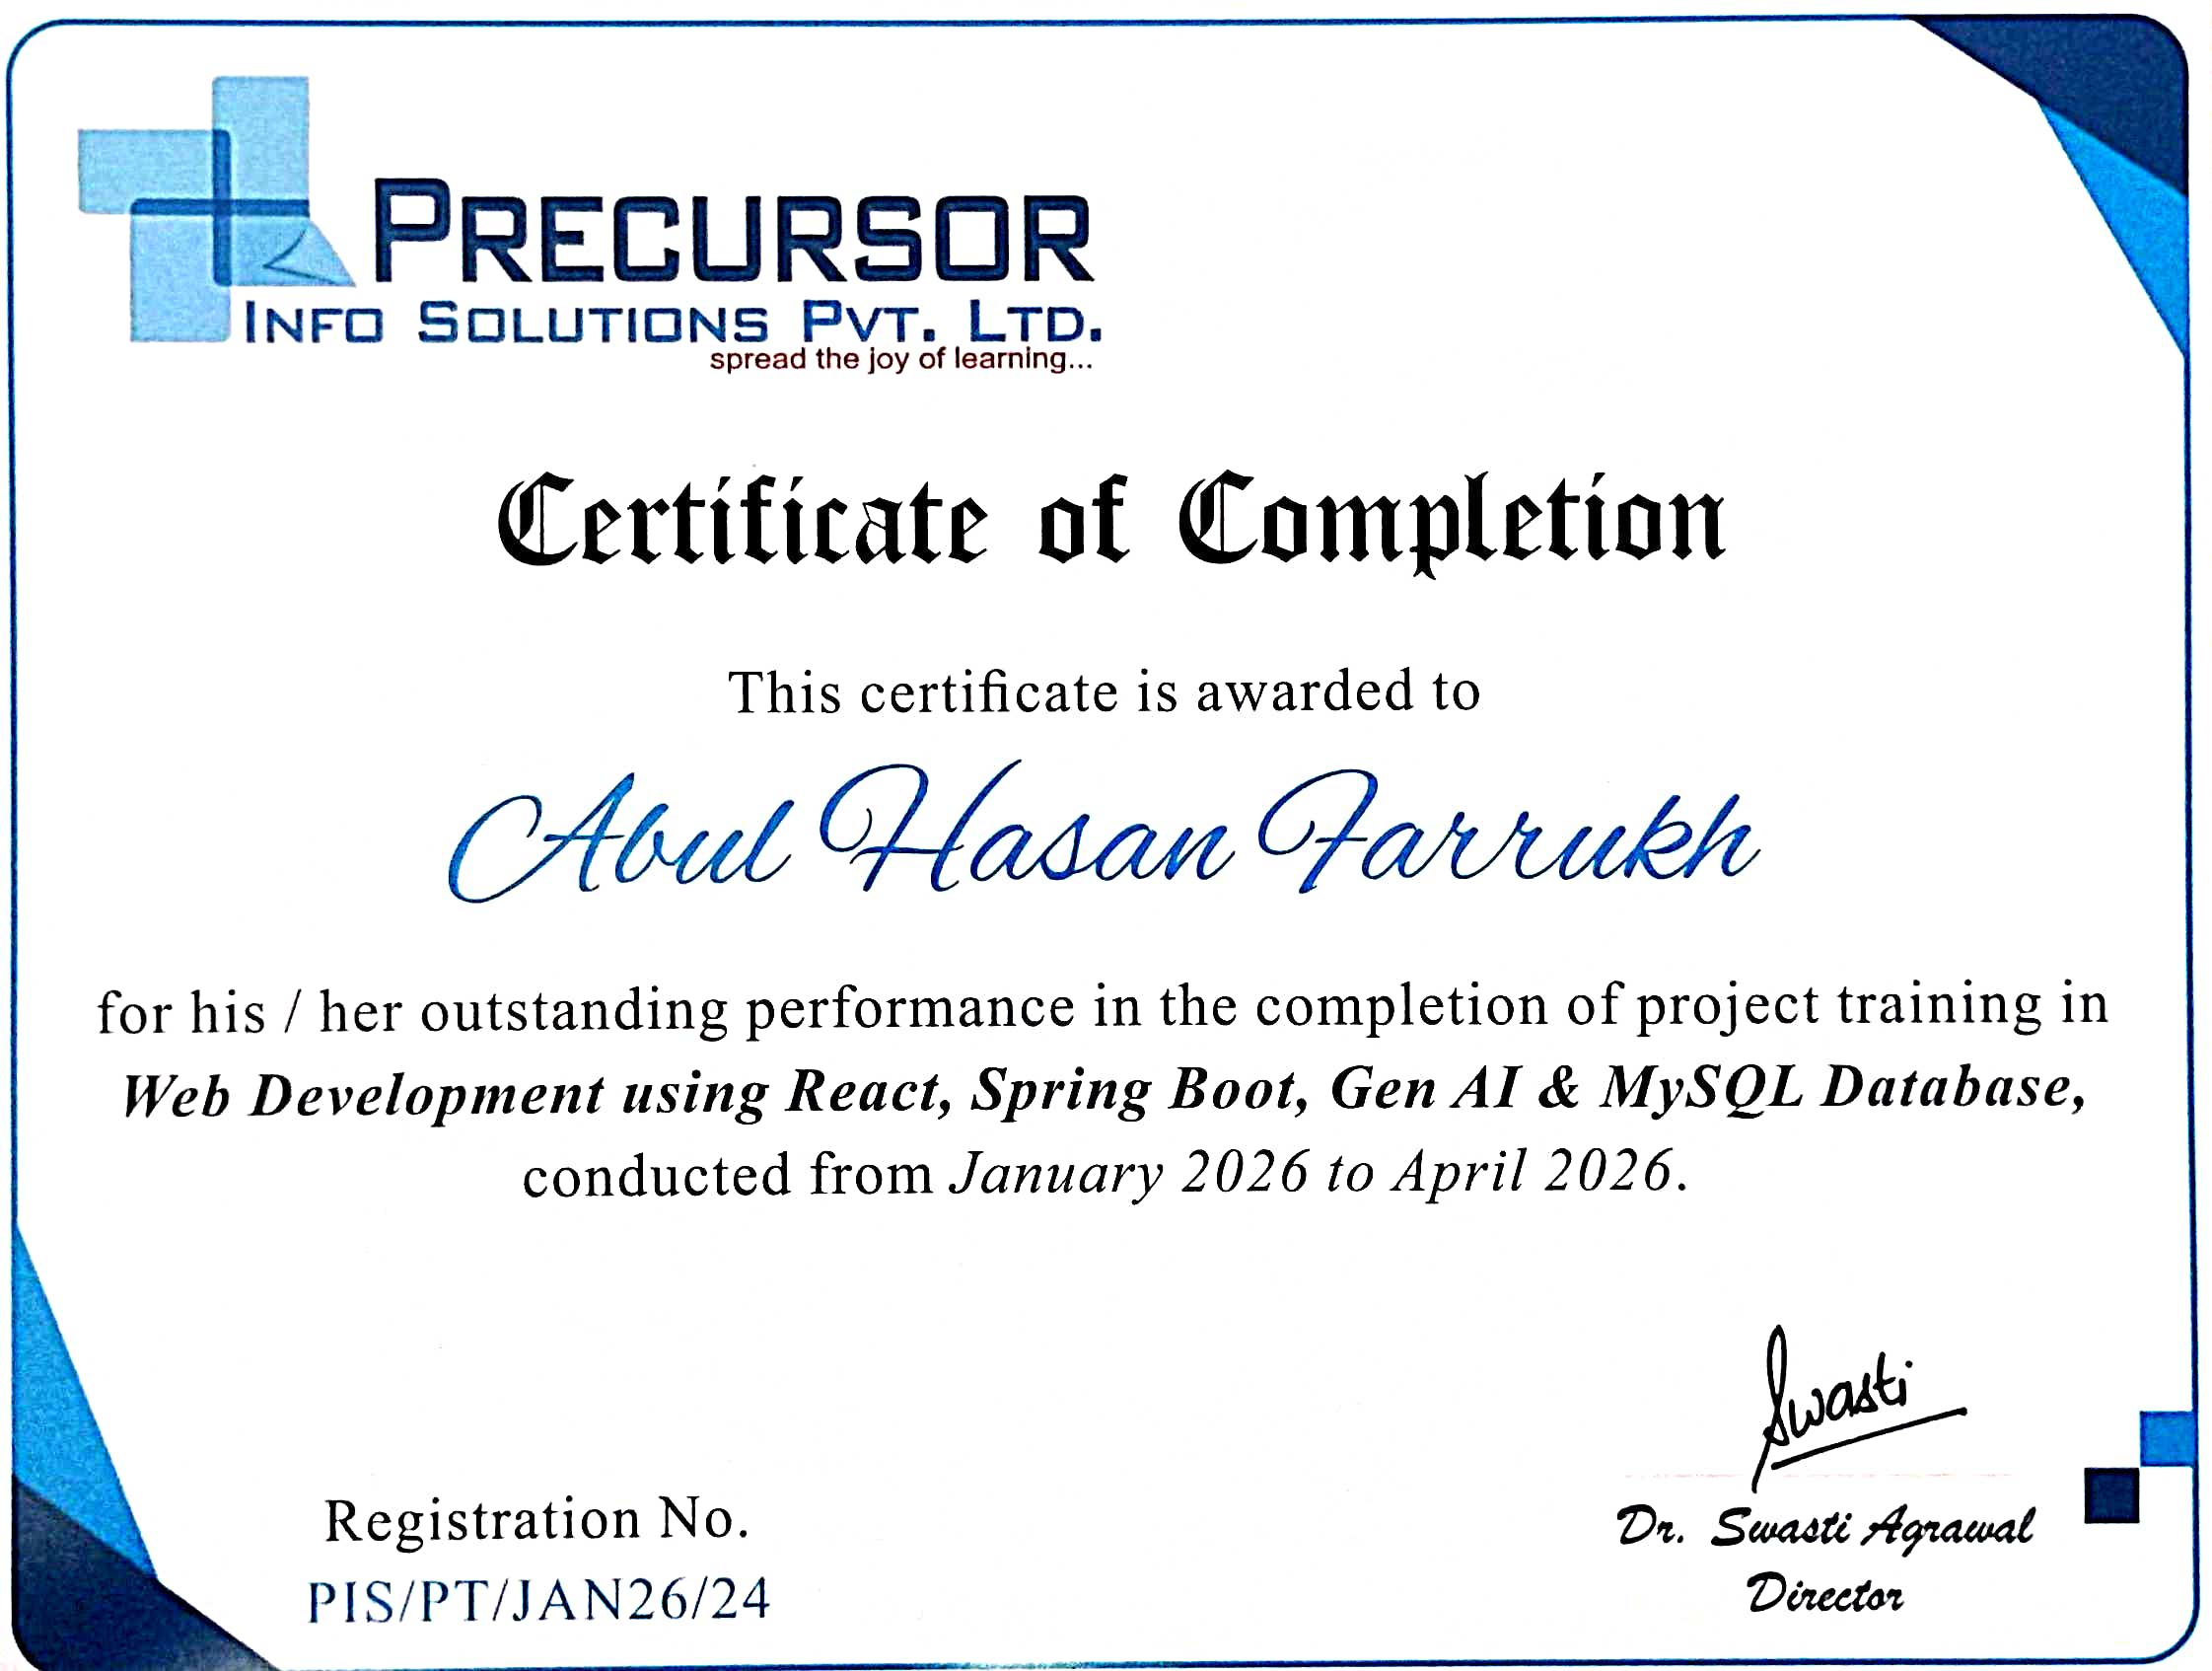 PRECURSOR
INFO SOLUTIONS PVT. LTD.
spread the joy of learning...
Certificate of Completion
This certificate is awarded to
Abul Hasan Farrukh
for his / her outstanding performance in the completion of project training in
Web Development using React, Spring Boot, Gen AI & MySQL Database,
conducted from January 2026 to April 2026.
Swasti
Registration No.
PIS/PT/JAN26/24
Dr. Swasti Agrawal
Director